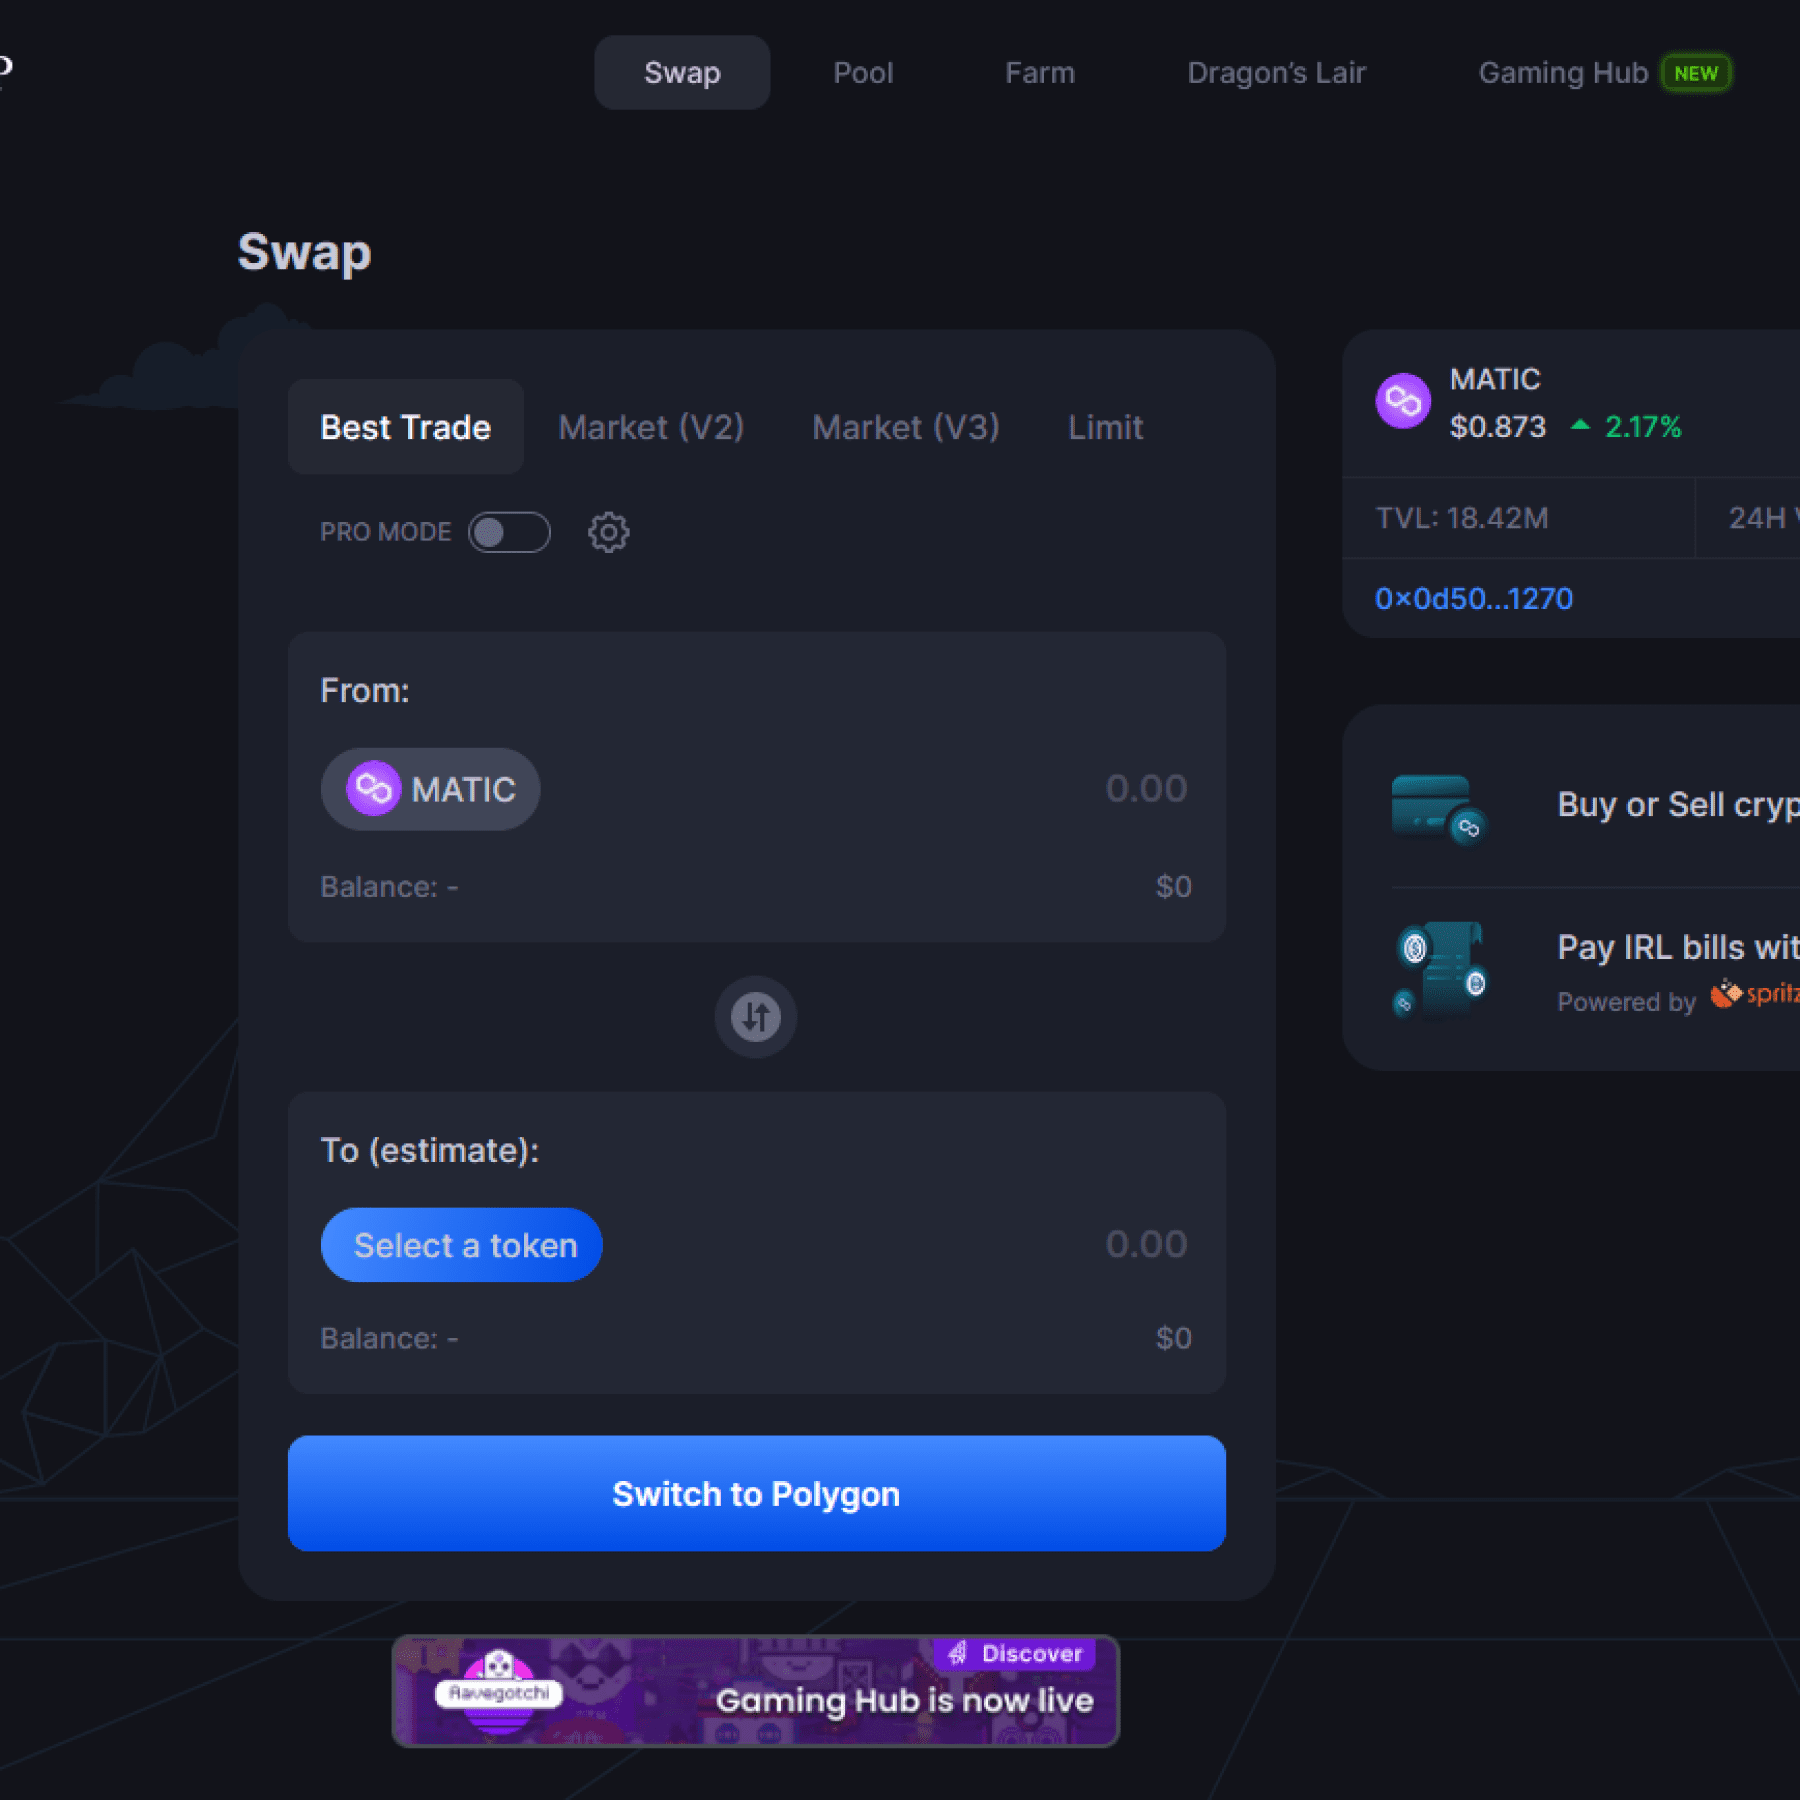 Swap Pool Farm Dragon's Lair Gaming Hub NEW
Swap
Best Trade Market (V2) Market (V3) Limit
PRO MODE
From:
MATIC 0.00
Balance: - $0
To (estimate):
Select a token 0.00
Balance: - $0
Switch to Polygon
MATIC
$0.873 2.17%
TVL: 18.42M 24H
0x0d50...1270
Buy or Sell cryp
Pay IRL bills wit
Powered by spritz
Discover
Aavegotchi
Gaming Hub is now live